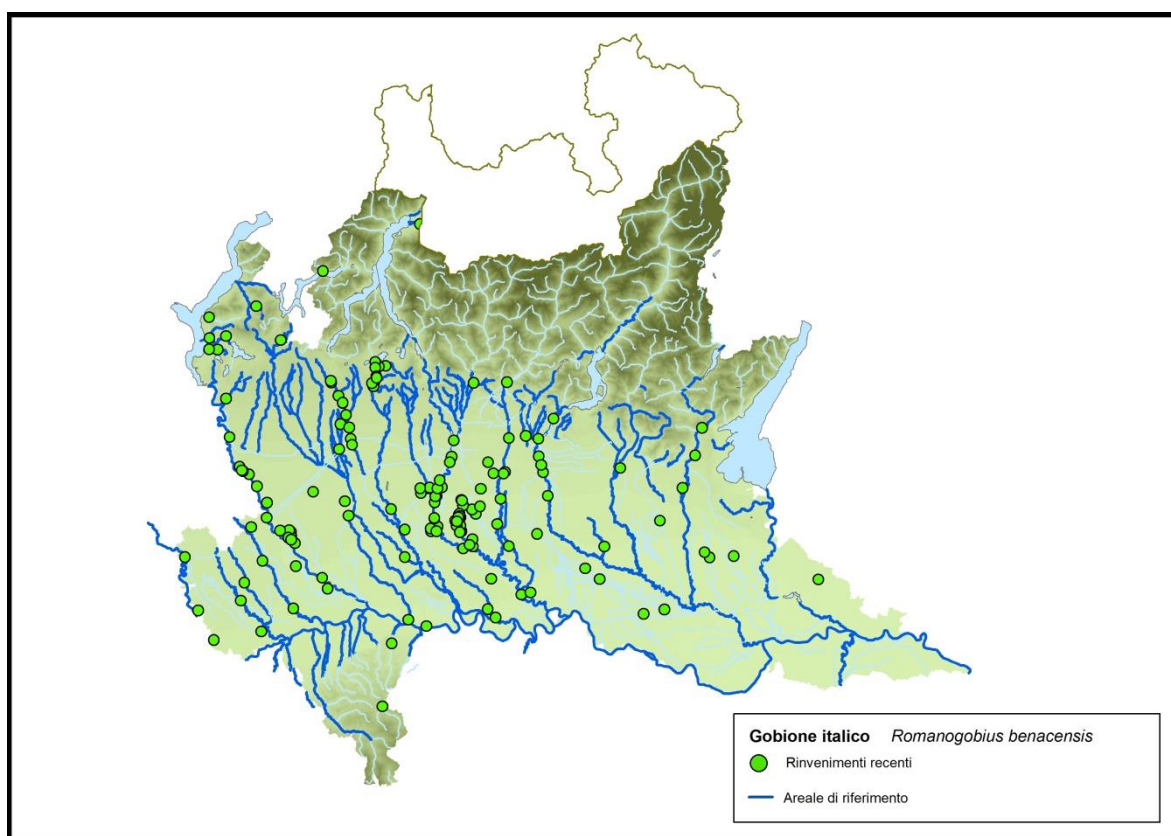 Gobione italico Romanogobius benacensis
Rinvenimenti recenti
Areale di riferimento